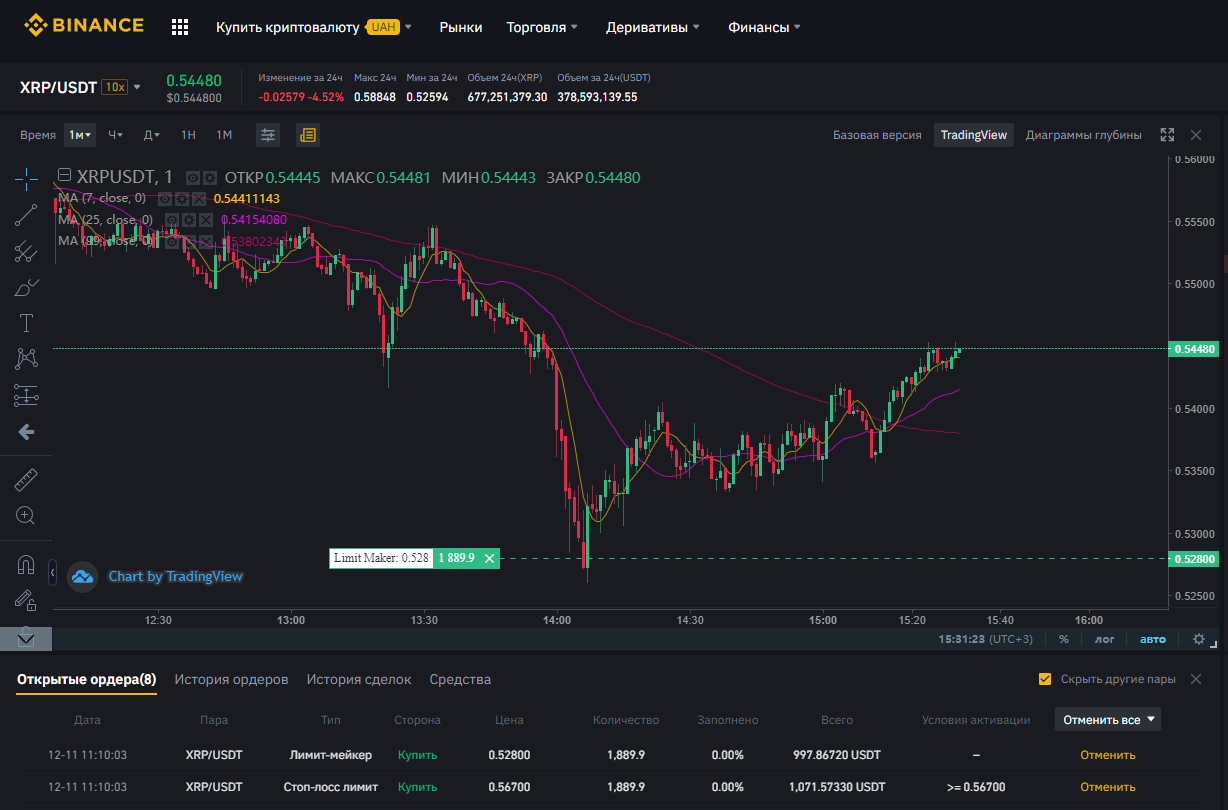 BINANCE Купить криптовалюту UAH Рынки Торговля Деривативы Финансы
XRP/USDT 10x 0.54480 $0.544800
Изменение за 24ч Макс 24ч Мин за 24ч Объем 24ч(XRP) Объем за 24ч(USDT)
-0.02579 -4.52% 0.58848 0.52594 677,251,379.30 378,593,139.55
Время 1м Ч Д 1Н 1М Базовая версия TradingView Диаграммы глубины
XRPUSDT, 1 ОТКР 0.54445 МАКС 0.54481 МИН 0.54443 ЗАКР 0.54480
MA (7, close, 0) 0.54411143
MA (25, close, 0) 0.54154080
MA (99, close, 0)
0.56000
0.55500
0.55000
0.54480
0.54000
0.53500
0.53000
Limit Maker: 0.528 1 889.9 0.52800
Chart by TradingView
0.52500
12:30 13:00 13:30 14:00 14:30 15:00 15:20 15:40 16:00
15:31:23 (UTC+3) % лог авто
Открытые ордера(8) История ордеров История сделок Средства Скрыть другие пары
Дата Пара Тип Сторона Цена Количество Заполнено Всего Условия активации Отменить все
12-11 11:10:03 XRP/USDT Лимит-мейкер Купить 0.52800 1,889.9 0.00% 997.86720 USDT – Отменить
12-11 11:10:03 XRP/USDT Стоп-лосс лимит Купить 0.56700 1,889.9 0.00% 1,071.57330 USDT >= 0.56700 Отменить